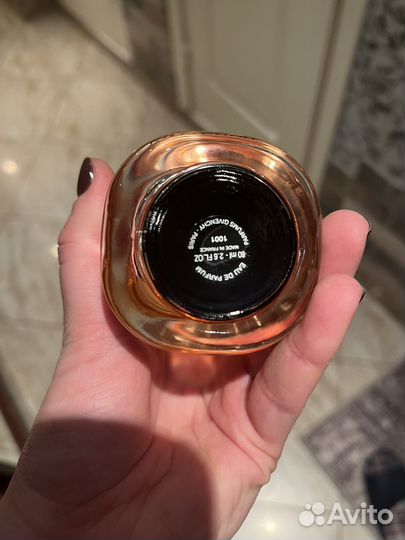 EAU DE PARFUM
80 ml - 2.6 FL.OZ
MADE IN FRANCE
1001
PARFUMS GIVENCHY - PARIS
Avito